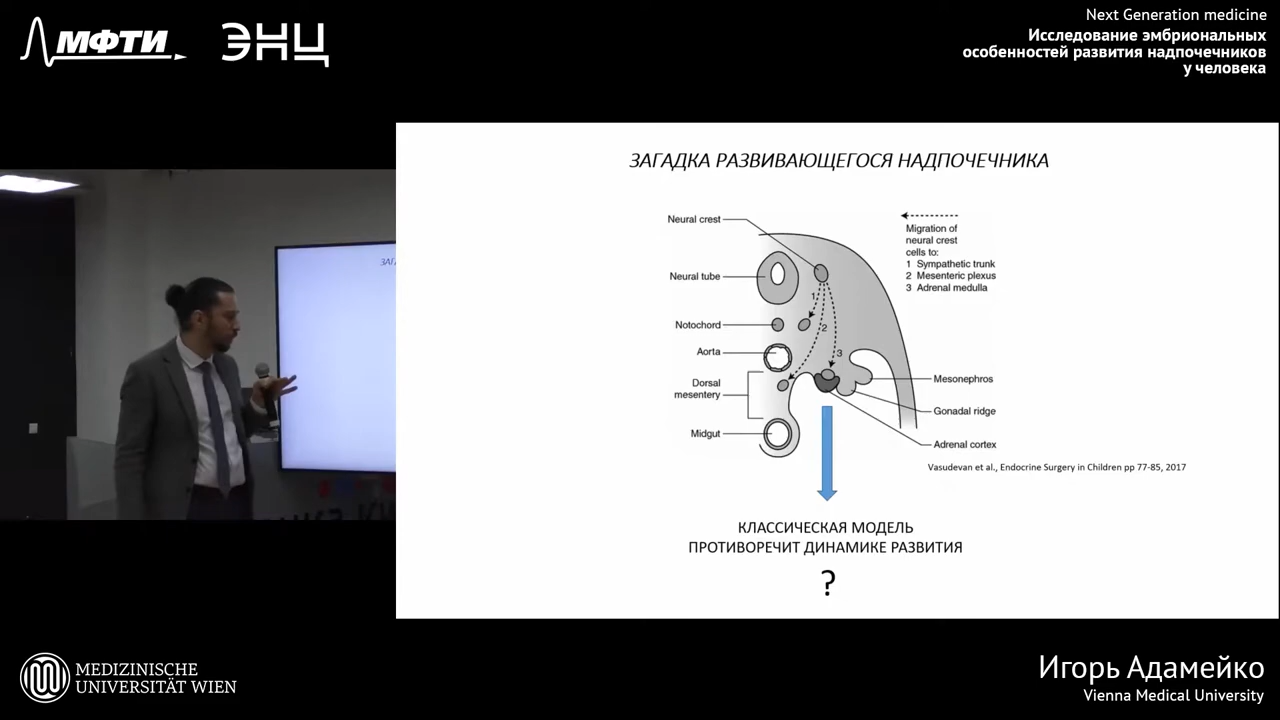 МФТИ
ЭНЦ
Next Generation medicine
Исследование эмбриональных
особенностей развития надпочечников
у человека
ЗАГАДКА РАЗВИВАЮЩЕГОСЯ НАДПОЧЕЧНИКА
Neural crest
Neural tube
Notochord
Aorta
Dorsal
mesentery
Midgut
1
2
3
Migration of
neural crest
cells to:
1 Sympathetic trunk
2 Mesenteric plexus
3 Adrenal medulla
Mesonephros
Gonadal ridge
Adrenal cortex
Vasudevan et al., Endocrine Surgery in Children pp 77-85, 2017
КЛАССИЧЕСКАЯ МОДЕЛЬ
ПРОТИВОРЕЧИТ ДИНАМИКЕ РАЗВИТИЯ
?
MEDIZINISCHE
UNIVERSITÄT WIEN
Игорь Адамейко
Vienna Medical University